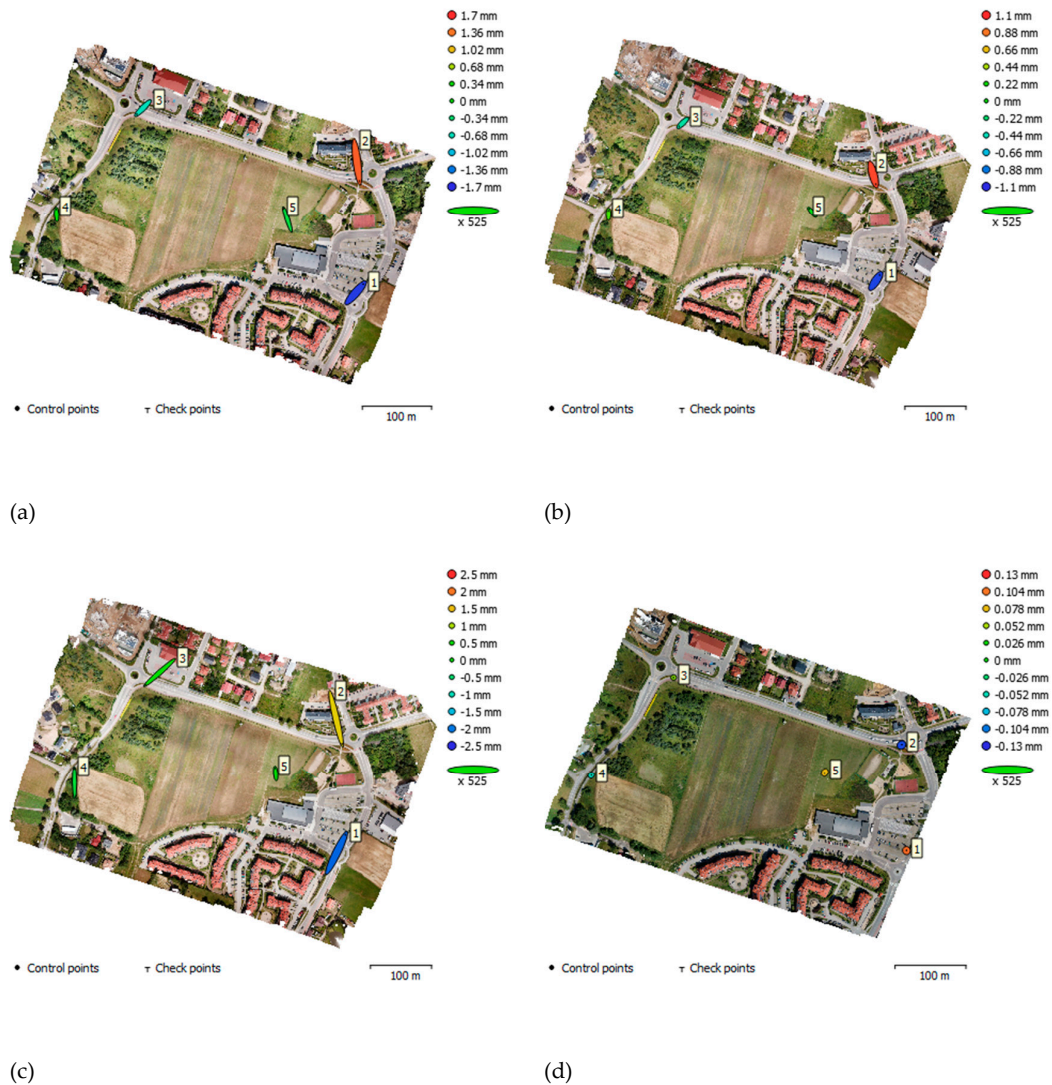 1.7 mm
1.36 mm
1.02 mm
0.68 mm
0.34 mm
0 mm
-0.34 mm
-0.68 mm
-1.02 mm
-1.36 mm
-1.7 mm
x 525
3
2
4
5
1
Control points
Check points
100 m
(a)
1.1 mm
0.88 mm
0.66 mm
0.44 mm
0.22 mm
0 mm
-0.22 mm
-0.44 mm
-0.66 mm
-0.88 mm
-1.1 mm
x 525
3
2
4
5
1
Control points
Check points
100 m
(b)
2.5 mm
2 mm
1.5 mm
1 mm
0.5 mm
0 mm
-0.5 mm
-1 mm
-1.5 mm
-2 mm
-2.5 mm
x 525
3
2
4
5
1
Control points
Check points
100 m
(c)
0.13 mm
0.104 mm
0.078 mm
0.052 mm
0.026 mm
0 mm
-0.026 mm
-0.052 mm
-0.078 mm
-0.104 mm
-0.13 mm
x 525
3
2
4
5
1
Control points
Check points
100 m
(d)